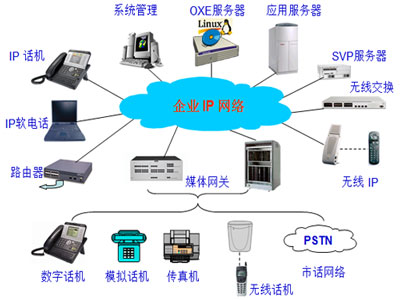 系统管理
OXE服务器
应用服务器
Linux
IP 话机
SVP服务器
无线交换
企业 IP 网络
IP软电话
路由器
媒体网关
无线 IP
PSTN
数字话机
模拟话机
传真机
无线话机
市话网络